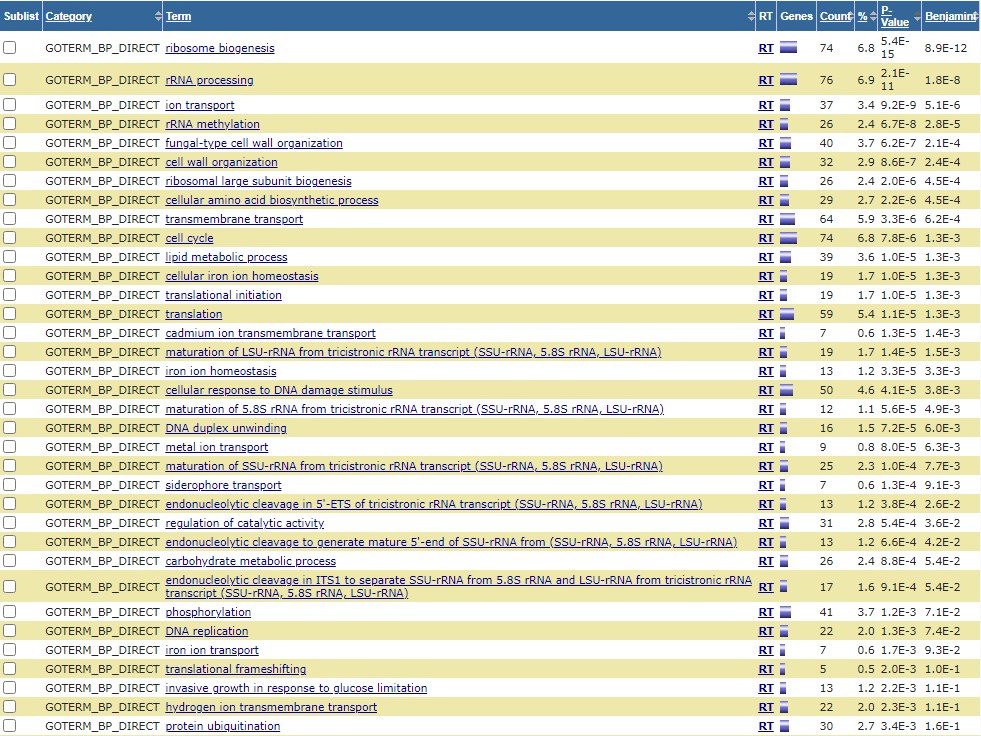 Sublist Category Term RT Genes Count % P-Value Benjamini
GOTERM_BP_DIRECT ribosome biogenesis RT 74 6.8 5.4E-15 8.9E-12
GOTERM_BP_DIRECT rRNA processing RT 76 6.9 2.1E-11 1.8E-8
GOTERM_BP_DIRECT ion transport RT 37 3.4 9.2E-9 5.1E-6
GOTERM_BP_DIRECT rRNA methylation RT 26 2.4 6.7E-8 2.8E-5
GOTERM_BP_DIRECT fungal-type cell wall organization RT 40 3.7 6.2E-7 2.1E-4
GOTERM_BP_DIRECT cell wall organization RT 32 2.9 8.6E-7 2.4E-4
GOTERM_BP_DIRECT ribosomal large subunit biogenesis RT 26 2.4 2.0E-6 4.5E-4
GOTERM_BP_DIRECT cellular amino acid biosynthetic process RT 29 2.7 2.2E-6 4.5E-4
GOTERM_BP_DIRECT transmembrane transport RT 64 5.9 3.3E-6 6.2E-4
GOTERM_BP_DIRECT cell cycle RT 74 6.8 7.8E-6 1.3E-3
GOTERM_BP_DIRECT lipid metabolic process RT 39 3.6 1.0E-5 1.3E-3
GOTERM_BP_DIRECT cellular iron ion homeostasis RT 19 1.7 1.0E-5 1.3E-3
GOTERM_BP_DIRECT translational initiation RT 19 1.7 1.0E-5 1.3E-3
GOTERM_BP_DIRECT translation RT 59 5.4 1.1E-5 1.3E-3
GOTERM_BP_DIRECT cadmium ion transmembrane transport RT 7 0.6 1.3E-5 1.4E-3
GOTERM_BP_DIRECT maturation of LSU-rRNA from tricistronic rRNA transcript (SSU-rRNA, 5.8S rRNA, LSU-rRNA) RT 19 1.7 1.4E-5 1.5E-3
GOTERM_BP_DIRECT iron ion homeostasis RT 13 1.2 3.3E-5 3.3E-3
GOTERM_BP_DIRECT cellular response to DNA damage stimulus RT 50 4.6 4.1E-5 3.8E-3
GOTERM_BP_DIRECT maturation of 5.8S rRNA from tricistronic rRNA transcript (SSU-rRNA, 5.8S rRNA, LSU-rRNA) RT 12 1.1 5.6E-5 4.9E-3
GOTERM_BP_DIRECT DNA duplex unwinding RT 16 1.5 7.2E-5 6.0E-3
GOTERM_BP_DIRECT metal ion transport RT 9 0.8 8.0E-5 6.3E-3
GOTERM_BP_DIRECT maturation of SSU-rRNA from tricistronic rRNA transcript (SSU-rRNA, 5.8S rRNA, LSU-rRNA) RT 25 2.3 1.0E-4 7.7E-3
GOTERM_BP_DIRECT siderophore transport RT 7 0.6 1.3E-4 9.1E-3
GOTERM_BP_DIRECT endonucleolytic cleavage in 5'-ETS of tricistronic rRNA transcript (SSU-rRNA, 5.8S rRNA, LSU-rRNA) RT 13 1.2 3.8E-4 2.6E-2
GOTERM_BP_DIRECT regulation of catalytic activity RT 31 2.8 5.4E-4 3.6E-2
GOTERM_BP_DIRECT endonucleolytic cleavage to generate mature 5'-end of SSU-rRNA from (SSU-rRNA, 5.8S rRNA, LSU-rRNA) RT 13 1.2 6.6E-4 4.2E-2
GOTERM_BP_DIRECT carbohydrate metabolic process RT 26 2.4 8.8E-4 5.4E-2
GOTERM_BP_DIRECT endonucleolytic cleavage in ITS1 to separate SSU-rRNA from 5.8S rRNA and LSU-rRNA from tricistronic rRNA
transcript (SSU-rRNA, 5.8S rRNA, LSU-rRNA) RT 17 1.6 9.1E-4 5.4E-2
GOTERM_BP_DIRECT phosphorylation RT 41 3.7 1.2E-3 7.1E-2
GOTERM_BP_DIRECT DNA replication RT 22 2.0 1.3E-3 7.4E-2
GOTERM_BP_DIRECT iron ion transport RT 7 0.6 1.7E-3 9.3E-2
GOTERM_BP_DIRECT translational frameshifting RT 5 0.5 2.0E-3 1.0E-1
GOTERM_BP_DIRECT invasive growth in response to glucose limitation RT 13 1.2 2.2E-3 1.1E-1
GOTERM_BP_DIRECT hydrogen ion transmembrane transport RT 22 2.0 2.3E-3 1.1E-1
GOTERM_BP_DIRECT protein ubiquitination RT 30 2.7 3.4E-3 1.6E-1